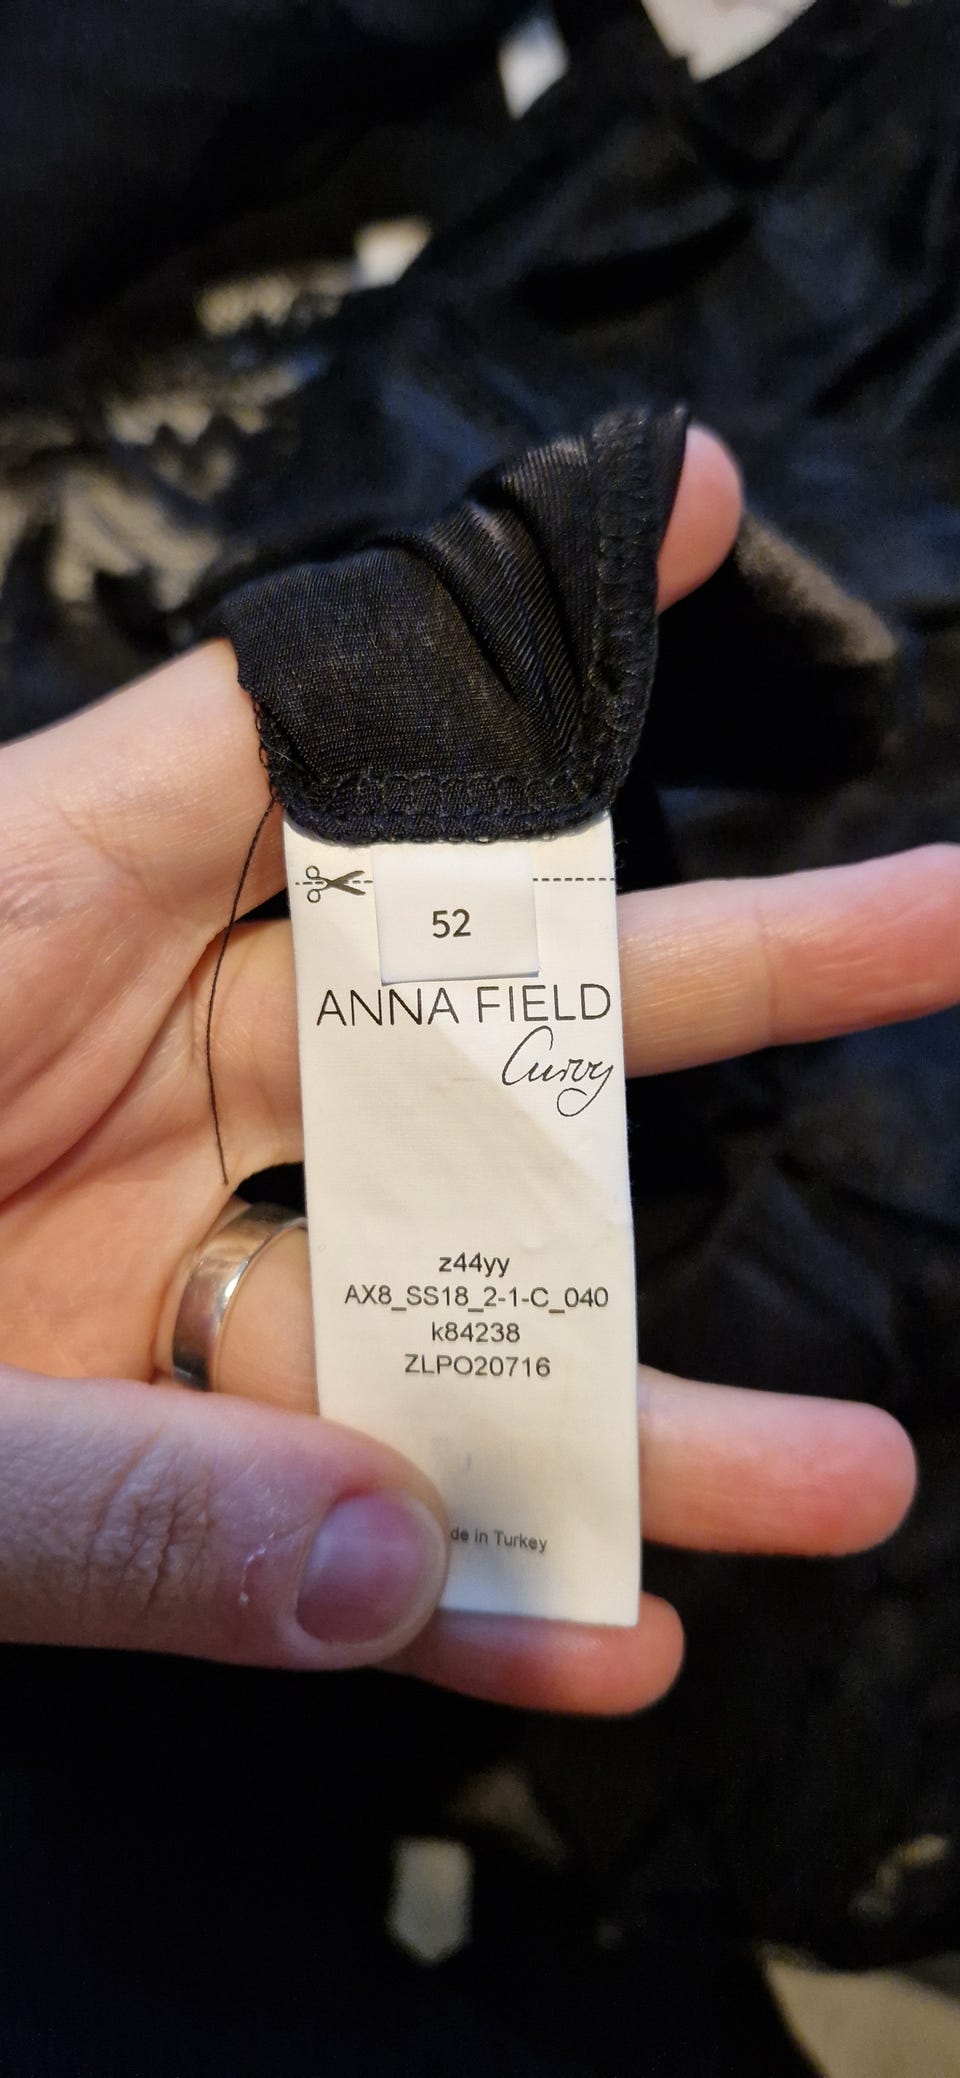 52
ANNA FIELD
Curvy
z44yy
AX8_SS18_2-1-C_040
k84238
ZLPO20716
de in Turkey